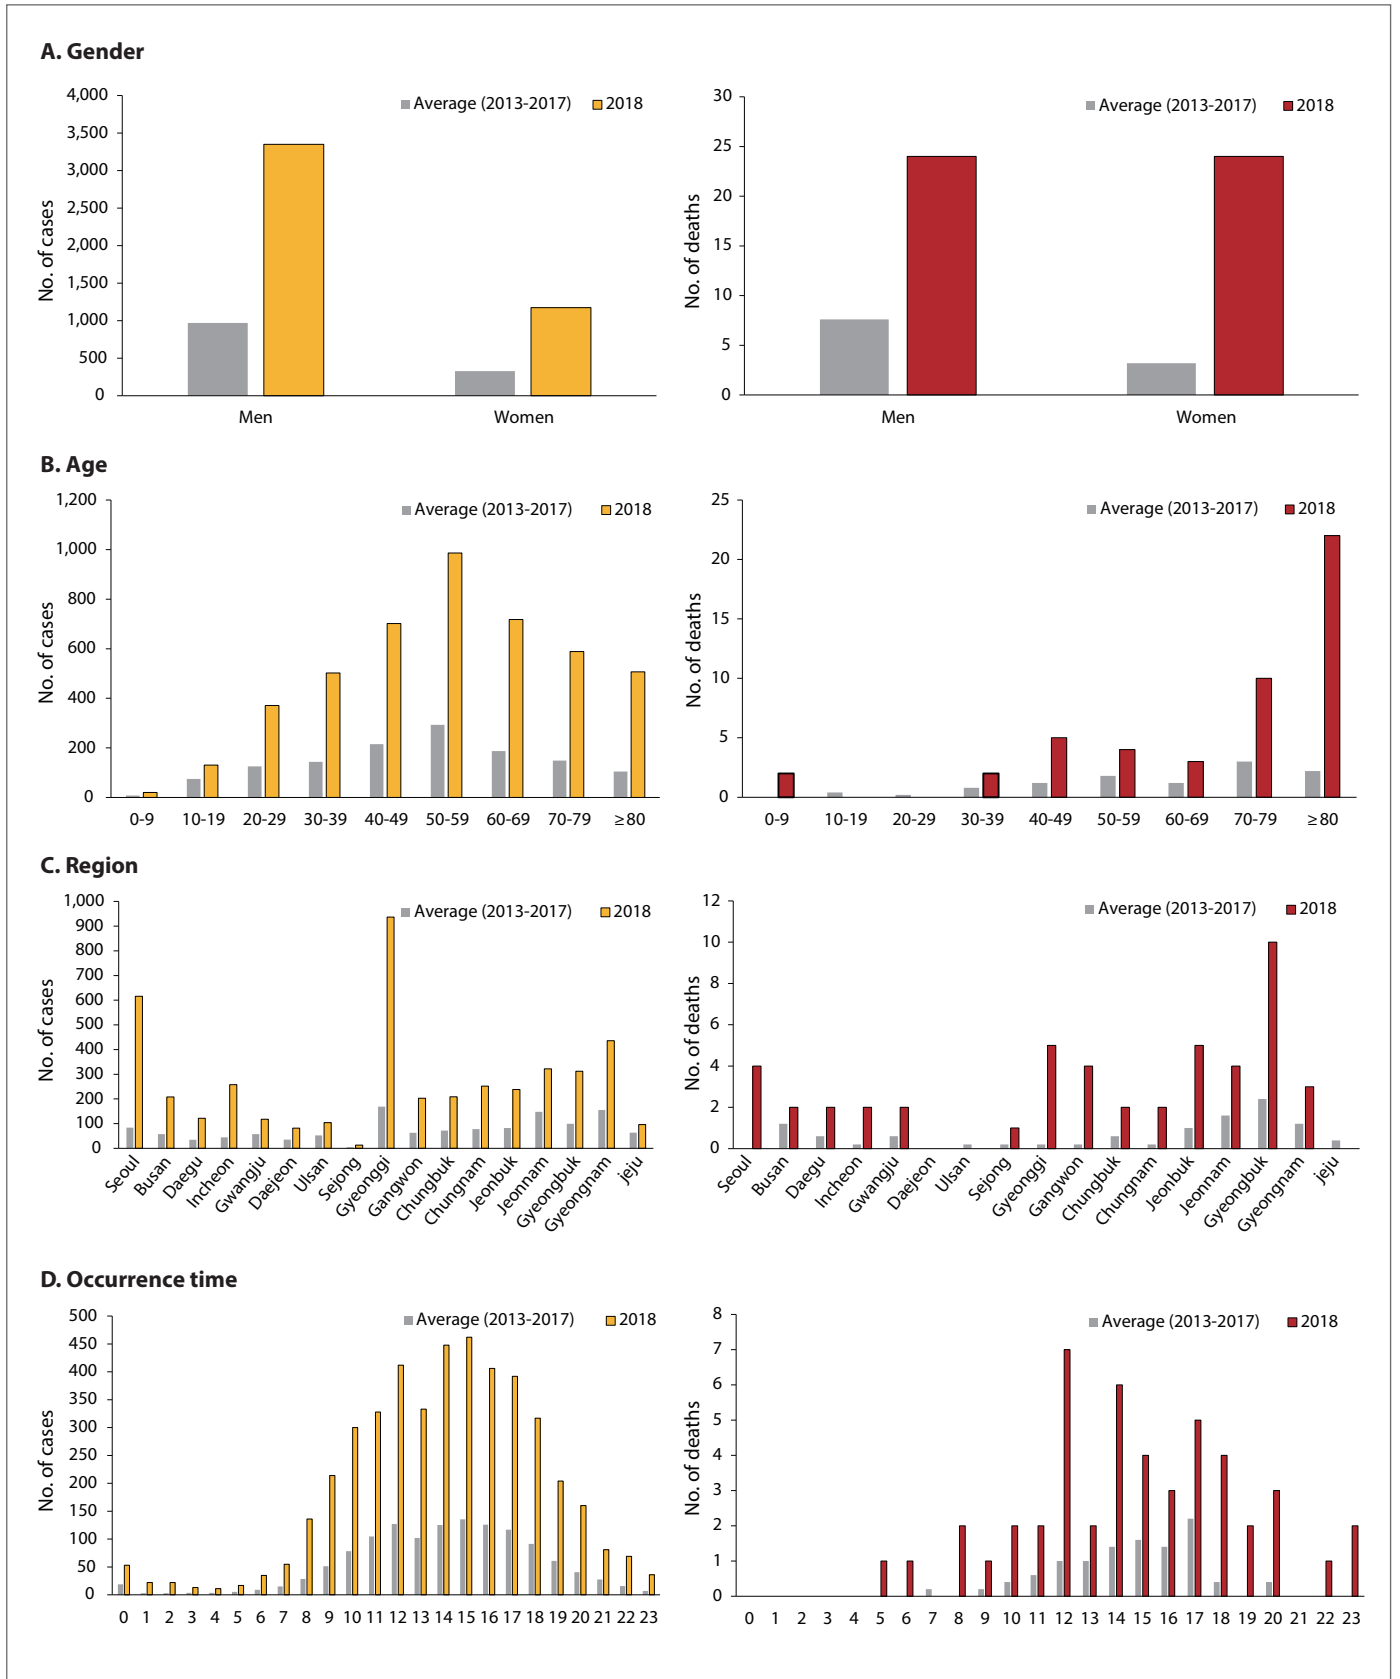 A. Gender
Average (2013-2017) 2018
4,000
3,500
3,000
2,500
2,000
1,500
1,000
500
0
No. of cases
Men Women
Average (2013-2017) 2018
30
25
20
15
10
5
0
No. of deaths
Men Women
B. Age
Average (2013-2017) 2018
1,200
1,000
800
600
400
200
0
No. of cases
0-9 10-19 20-29 30-39 40-49 50-59 60-69 70-79 ≥80
Average (2013-2017) 2018
25
20
15
10
5
0
No. of deaths
0-9 10-19 20-29 30-39 40-49 50-59 60-69 70-79 ≥80
C. Region
Average (2013-2017) 2018
1,000
900
800
700
600
500
400
300
200
100
0
No. of cases
Seoul Busan Daegu Incheon Gwangju Daejeon Ulsan Sejong Gyeonggi Gangwon Chungbuk Chungnam Jeonbuk Jeonnam Gyeongbuk Gyeongnam jeju
Average (2013-2017) 2018
12
10
8
6
4
2
0
No. of deaths
Seoul Busan Daegu Incheon Gwangju Daejeon Ulsan Sejong Gyeonggi Gangwon Chungbuk Chungnam Jeonbuk Jeonnam Gyeongbuk Gyeongnam jeju
D. Occurrence time
Average (2013-2017) 2018
500
450
400
350
300
250
200
150
100
50
0
No. of cases
0 1 2 3 4 5 6 7 8 9 10 11 12 13 14 15 16 17 18 19 20 21 22 23
Average (2013-2017) 2018
8
7
6
5
4
3
2
1
0
No. of deaths
0 1 2 3 4 5 6 7 8 9 10 11 12 13 14 15 16 17 18 19 20 21 22 23